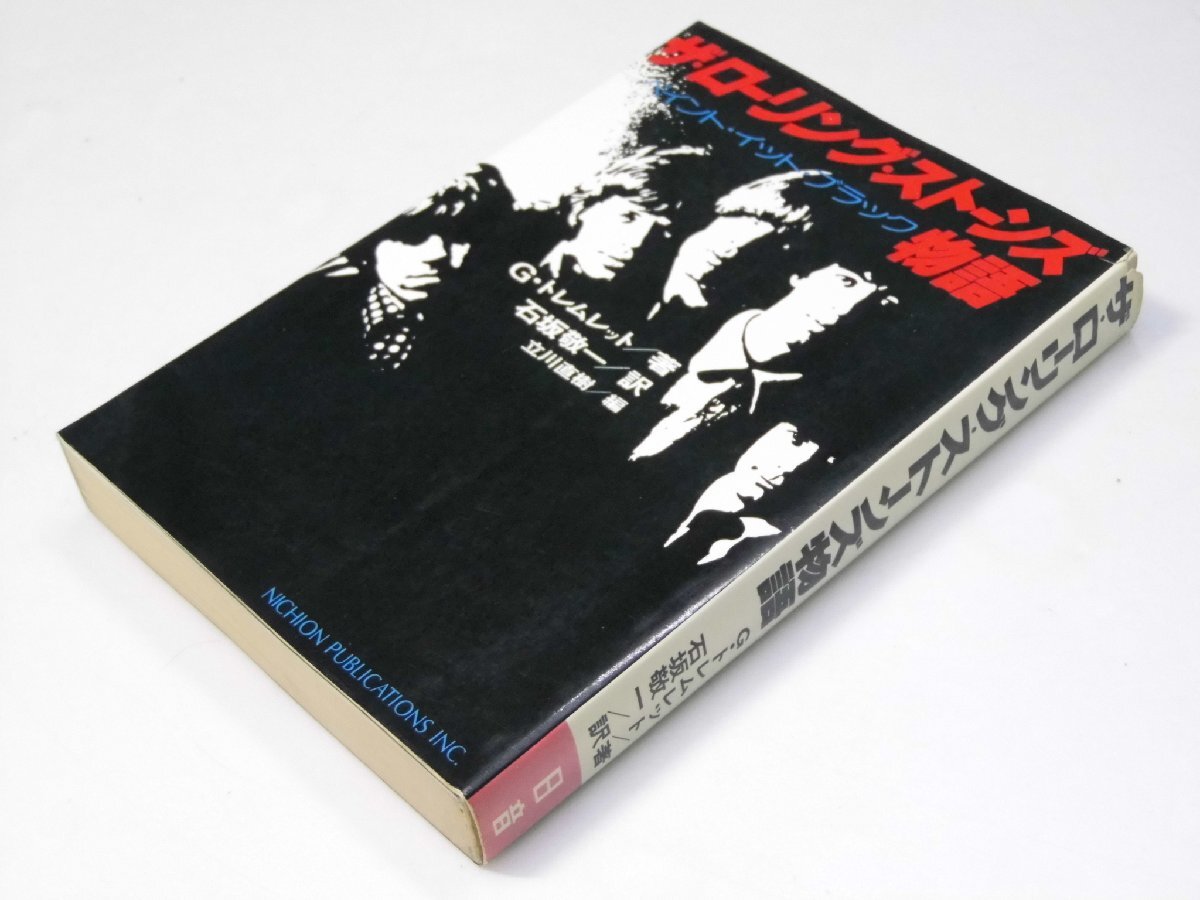 ザ・ローリング・ストーンズ
ペイント・イット・ブラック
物語
G・トレムレット/著
石坂敬一/訳
立川直樹/編
NICHION PUBLICATIONS INC.
ザ・ローリング・ストーンズ物語
G・トレムレット/著
石坂敬一/訳
日音